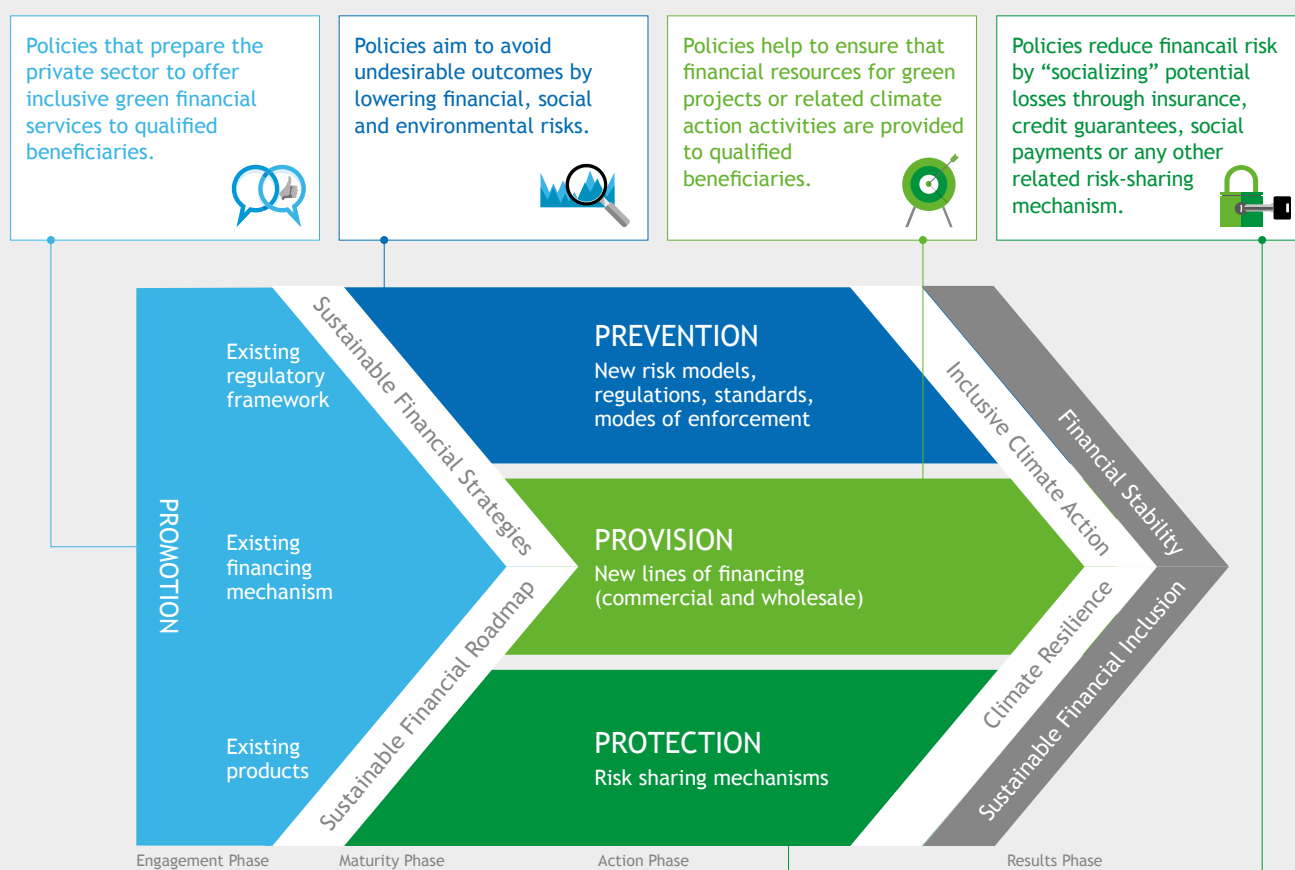 Policies that prepare the
private sector to offer
inclusive green financial
services to qualified
beneficiaries.
Policies aim to avoid
undesirable outcomes by
lowering financial, social
and environmental risks.
Policies help to ensure that
financial resources for green
projects or related climate
action activities are provided
to qualified
beneficiaries.
Policies reduce financail risk
by “socializing” potential
losses through insurance,
credit guarantees, social
payments or any other
related risk-sharing
mechanism.
PROMOTION
Existing
regulatory
framework
Existing
financing
mechanism
Existing
products
Sustainable Financial Strategies
Sustainable Financial Roadmap
PREVENTION
New risk models,
regulations, standards,
modes of enforcement
PROVISION
New lines of financing
(commercial and wholesale)
PROTECTION
Risk sharing mechanisms
Inclusive Climate Action
Climate Resilience
Financial Stability
Sustainable Financial Inclusion
Engagement Phase
Maturity Phase
Action Phase
Results Phase